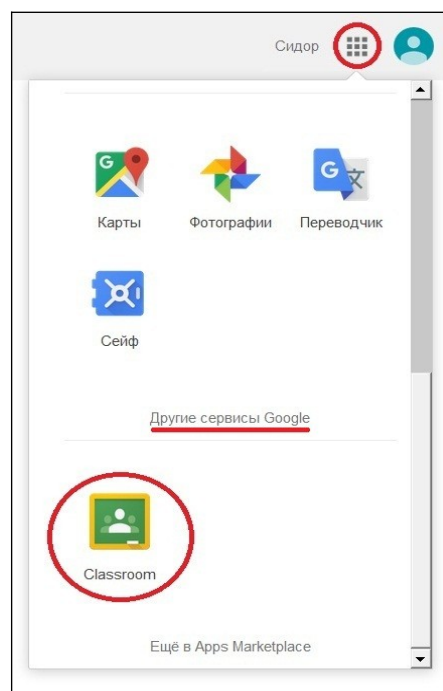 Сидор
Карты Фотографии Переводчик
Сейф
Другие сервисы Google
Classroom
Ещё в Apps Marketplace